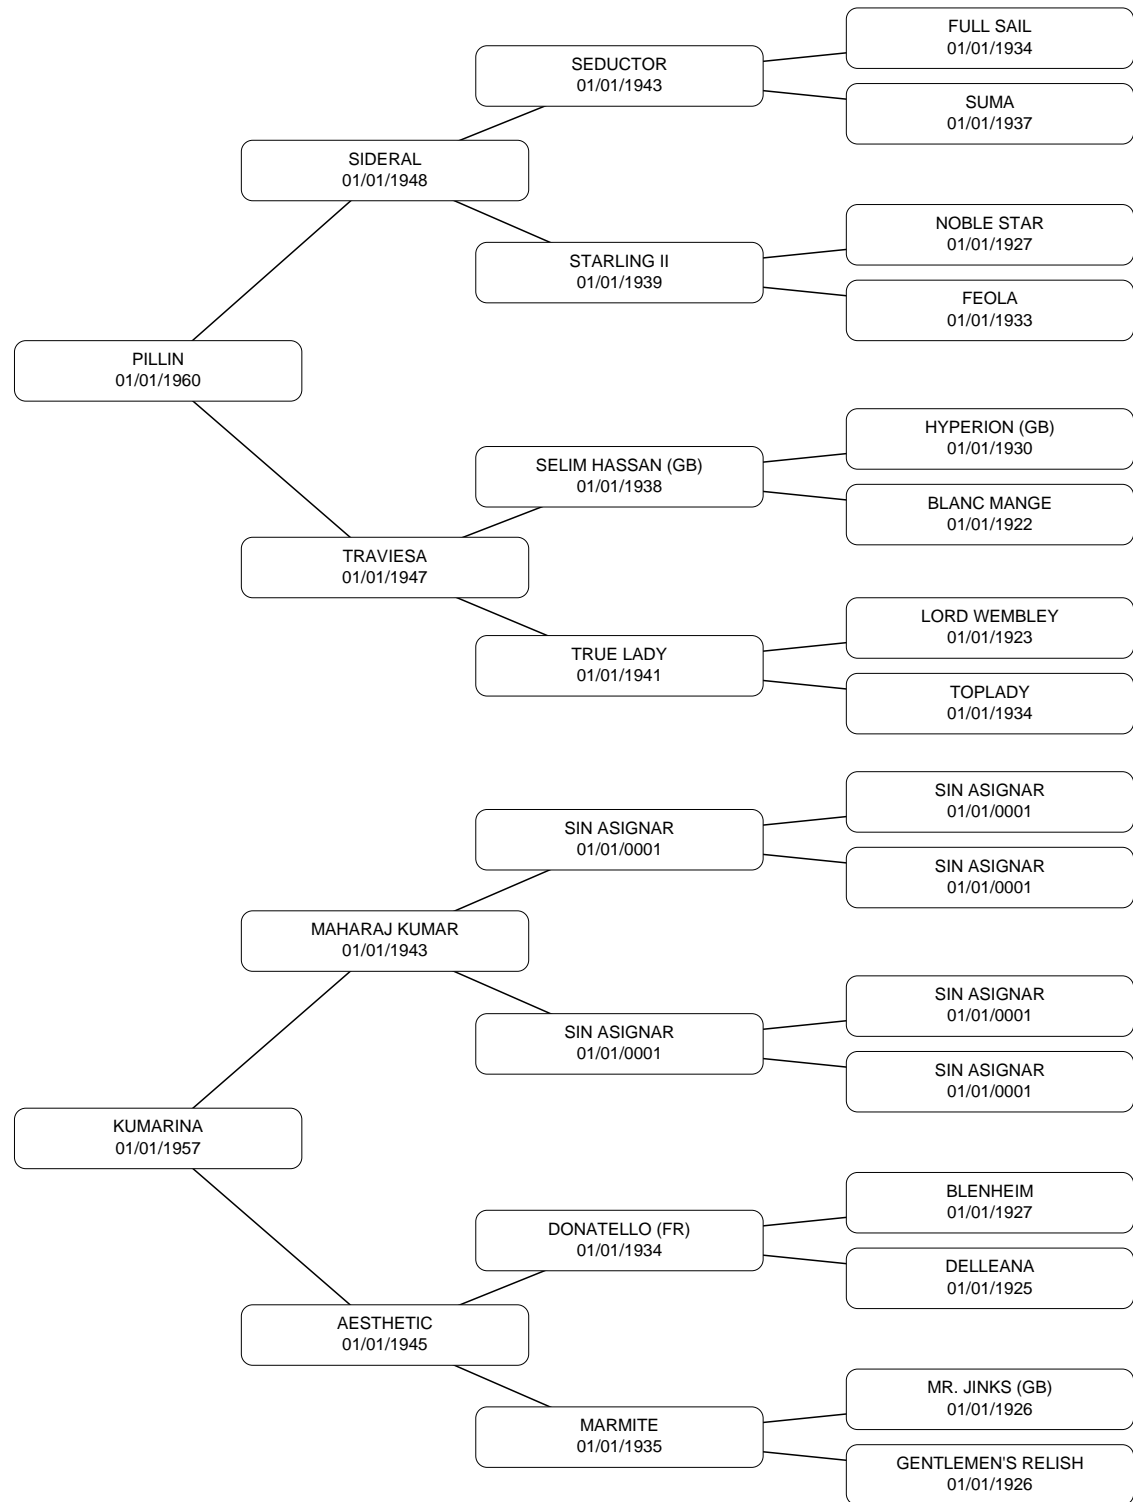 FULL SAIL
01/01/1934
SEDUCTOR
01/01/1943
SUMA
01/01/1937
SIDERAL
01/01/1948
NOBLE STAR
01/01/1927
STARLING II
01/01/1939
FEOLA
01/01/1933
PILLIN
01/01/1960
HYPERION (GB)
01/01/1930
SELIM HASSAN (GB)
01/01/1938
BLANC MANGE
01/01/1922
TRAVIESA
01/01/1947
LORD WEMBLEY
01/01/1923
TRUE LADY
01/01/1941
TOPLADY
01/01/1934
SIN ASIGNAR
01/01/0001
SIN ASIGNAR
01/01/0001
SIN ASIGNAR
01/01/0001
MAHARAJ KUMAR
01/01/1943
SIN ASIGNAR
01/01/0001
SIN ASIGNAR
01/01/0001
SIN ASIGNAR
01/01/0001
KUMARINA
01/01/1957
BLENHEIM
01/01/1927
DONATELLO (FR)
01/01/1934
DELLEANA
01/01/1925
AESTHETIC
01/01/1945
MR. JINKS (GB)
01/01/1926
MARMITE
01/01/1935
GENTLEMEN'S RELISH
01/01/1926